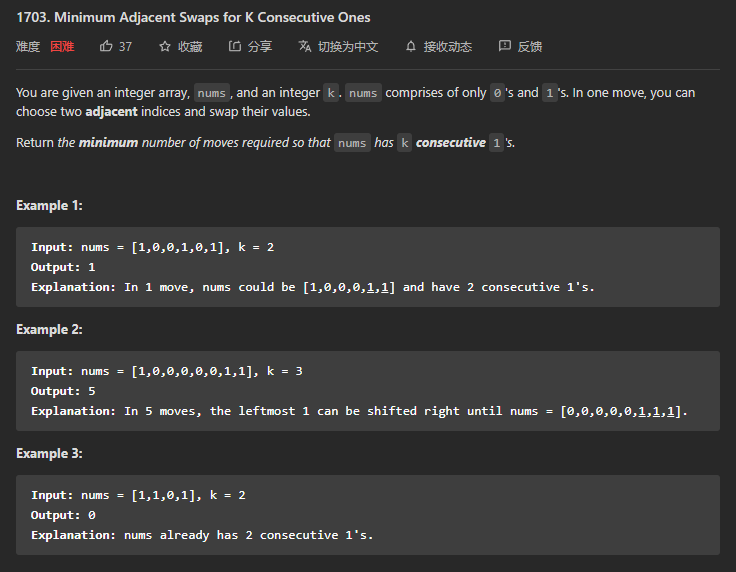 1703. Minimum Adjacent Swaps for K Consecutive Ones
难度 困难 37 收藏 分享 切换为中文 接收动态 反馈
You are given an integer array, nums, and an integer k. nums comprises of only 0's and 1's. In one move, you can
choose two adjacent indices and swap their values.
Return the minimum number of moves required so that nums has k consecutive 1's.
Example 1:
Input: nums = [1,0,0,1,0,1], k = 2
Output: 1
Explanation: In 1 move, nums could be [1,0,0,0,1,1] and have 2 consecutive 1's.
Example 2:
Input: nums = [1,0,0,0,0,0,1,1], k = 3
Output: 5
Explanation: In 5 moves, the leftmost 1 can be shifted right until nums = [0,0,0,0,0,1,1,1].
Example 3:
Input: nums = [1,1,0,1], k = 2
Output: 0
Explanation: nums already has 2 consecutive 1's.